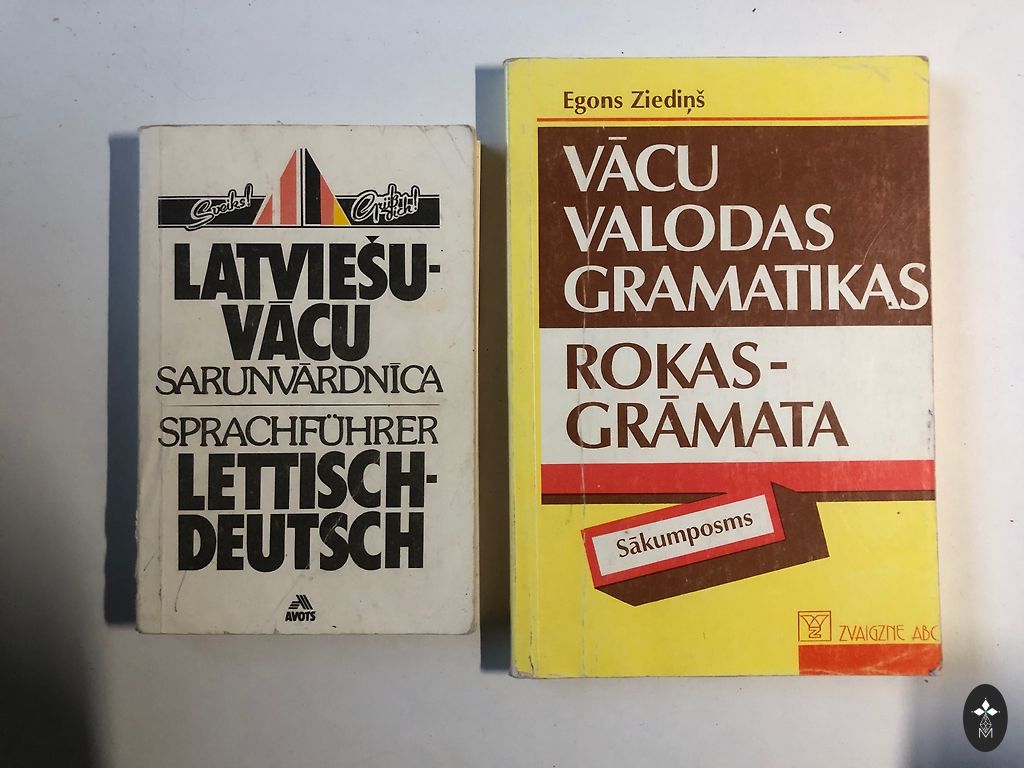 Sveiks!
Grüß dich!
LATVIEŠU-
VĀCU
SARUNVĀRDNĪCA
SPRACHFÜHRER
LETTISCH-
DEUTSCH
AVOTS
Egons Ziediņš
VĀCU
VALODAS
GRAMATIKAS
ROKAS-
GRĀMATA
Sākumposms
ZVAIGZNE ABC
M